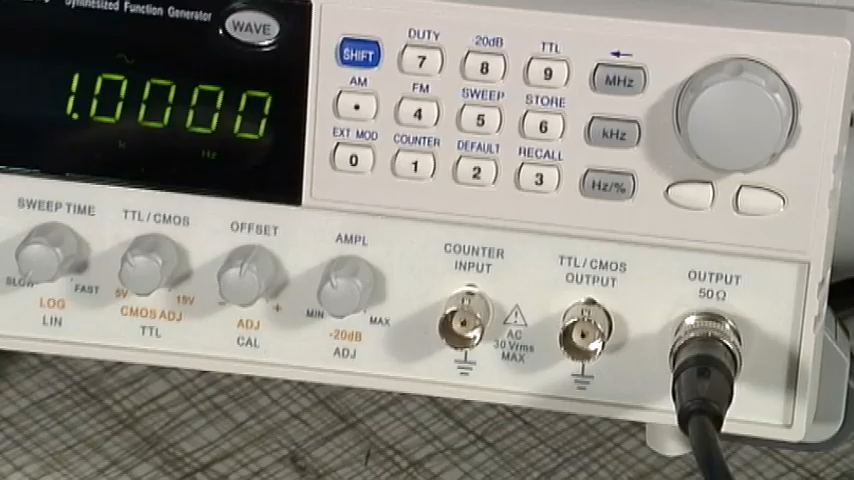 Synthesized Function Generator
WAVE
1.0000
k
Hz
DUTY
-20dB
TTL
SHIFT
7
8
9
MHz
AM
FM
SWEEP
STORE
4
5
6
kHz
EXT MOD
COUNTER
DEFAULT
RECALL
0
1
2
3
Hz/%
SWEEP TIME
TTL/CMOS
OFFSET
AMPL
COUNTER
INPUT
TTL/CMOS
OUTPUT
OUTPUT
50Ω
SLOW
FAST
5V
15V
MIN
MAX
LOG
LIN
CMOS ADJ
TTL
ADJ
CAL
-20dB
ADJ
AC
30Vrms
MAX